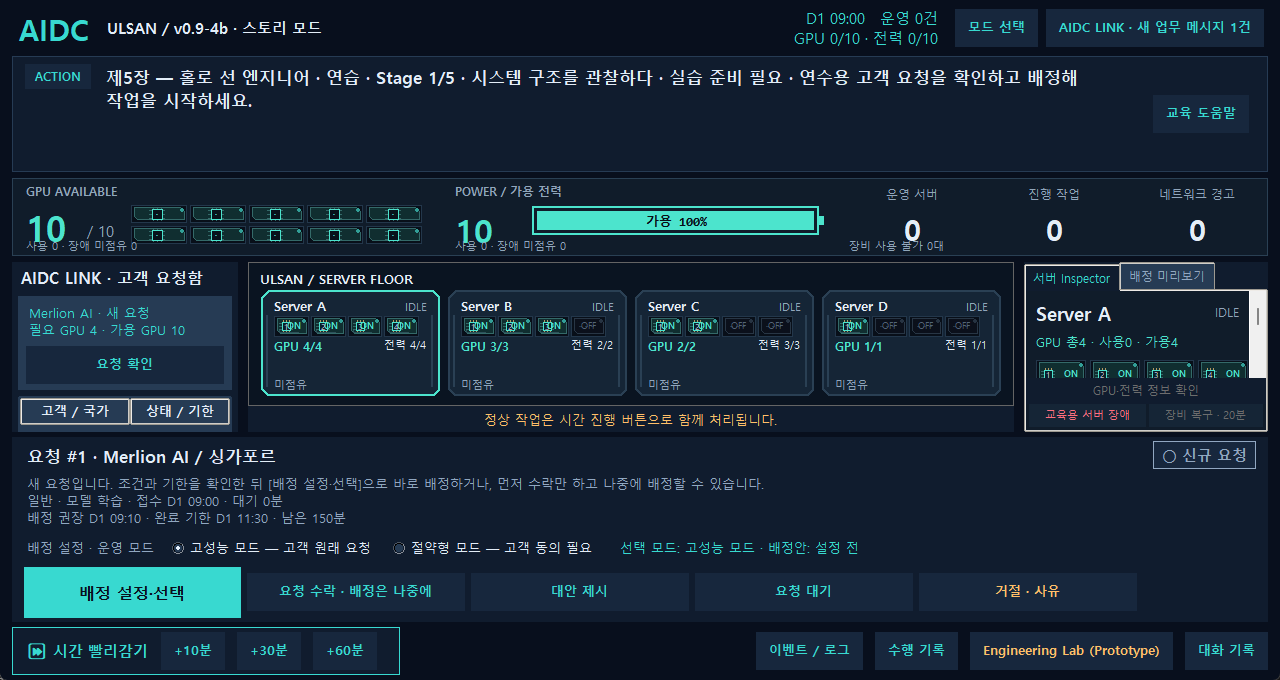 AIDC ULSAN / v0.9-4b · 스토리 모드
D1 09:00 운영 0건
GPU 0/10 · 전력 0/10
모드 선택
AIDC LINK · 새 업무 메시지 1건
ACTION
제5장 — 홀로 선 엔지니어 · 연습 · Stage 1/5 · 시스템 구조를 관찰하다 · 실습 준비 필요 · 연수용 고객 요청을 확인하고 배정해
작업을 시작하세요.
교육 도움말
GPU AVAILABLE
10 / 10
사용 0 · 장애 미점유 0
POWER / 가용 전력
10
가용 100%
사용 0 · 장애 미점유 0
운영 서버
0
장비 사용 불가 0대
진행 작업
0
네트워크 경고
0
AIDC LINK · 고객 요청함
Merlion AI · 새 요청
필요 GPU 4 · 가용 GPU 10
요청 확인
고객 / 국가
상태 / 기한
ULSAN / SERVER FLOOR
Server A IDLE
ON ON ON ON
GPU 4/4 전력 4/4
미점유
Server B IDLE
ON ON ON OFF
GPU 3/3 전력 2/2
미점유
Server C IDLE
ON ON OFF OFF
GPU 2/2 전력 3/3
미점유
Server D IDLE
ON OFF OFF OFF
GPU 1/1 전력 1/1
미점유
정상 작업은 시간 진행 버튼으로 함께 처리됩니다.
서버 Inspector
배정 미리보기
Server A IDLE
GPU 총4 · 사용0 · 가용4
ON ON ON ON
GPU·전력 정보 확인
교육용 서버 장애
장비 복구 · 20분
요청 #1 · Merlion AI / 싱가포르
○ 신규 요청
새 요청입니다. 조건과 기한을 확인한 뒤 [배정 설정·선택]으로 바로 배정하거나, 먼저 수락만 하고 나중에 배정할 수 있습니다.
일반 · 모델 학습 · 접수 D1 09:00 · 대기 0분
배정 권장 D1 09:10 · 완료 기한 D1 11:30 · 남은 150분
배정 설정 · 운영 모드 고성능 모드 — 고객 원래 요청 절약형 모드 — 고객 동의 필요 선택 모드: 고성능 모드 · 배정안: 설정 전
배정 설정·선택
요청 수락 · 배정은 나중에
대안 제시
요청 대기
거절 · 사유
시간 빨리감기
+10분
+30분
+60분
이벤트 / 로그
수행 기록
Engineering Lab (Prototype)
대화 기록